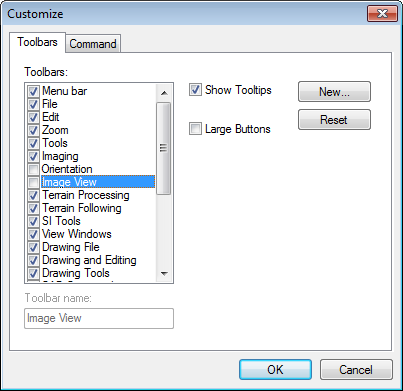 Customize
Toolbars
Command
Toolbars:
Menu bar
File
Edit
Zoom
Tools
Imaging
Orientation
Image View
Terrain Processing
Terrain Following
SI Tools
View Windows
Drawing File
Drawing and Editing
Drawing Tools
Show Tooltips
Large Buttons
New...
Reset
Toolbar name:
Image View
OK
Cancel